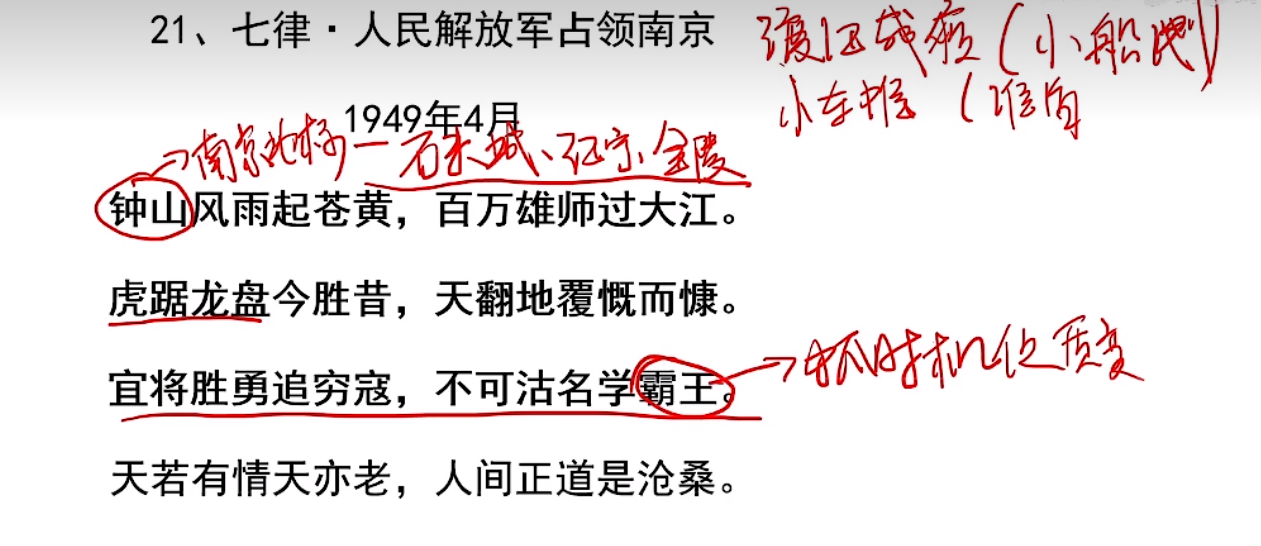 21、七律·人民解放军占领南京
渡江战役(小船划)
小车推(淮海
1949年4月
→南京地标—石头城、江宁、金陵
钟山风雨起苍黄，百万雄师过大江。
虎踞龙盘今胜昔，天翻地覆慨而慷。
→抓时机促质变
宜将胜勇追穷寇，不可沽名学霸王。
天若有情天亦老，人间正道是沧桑。